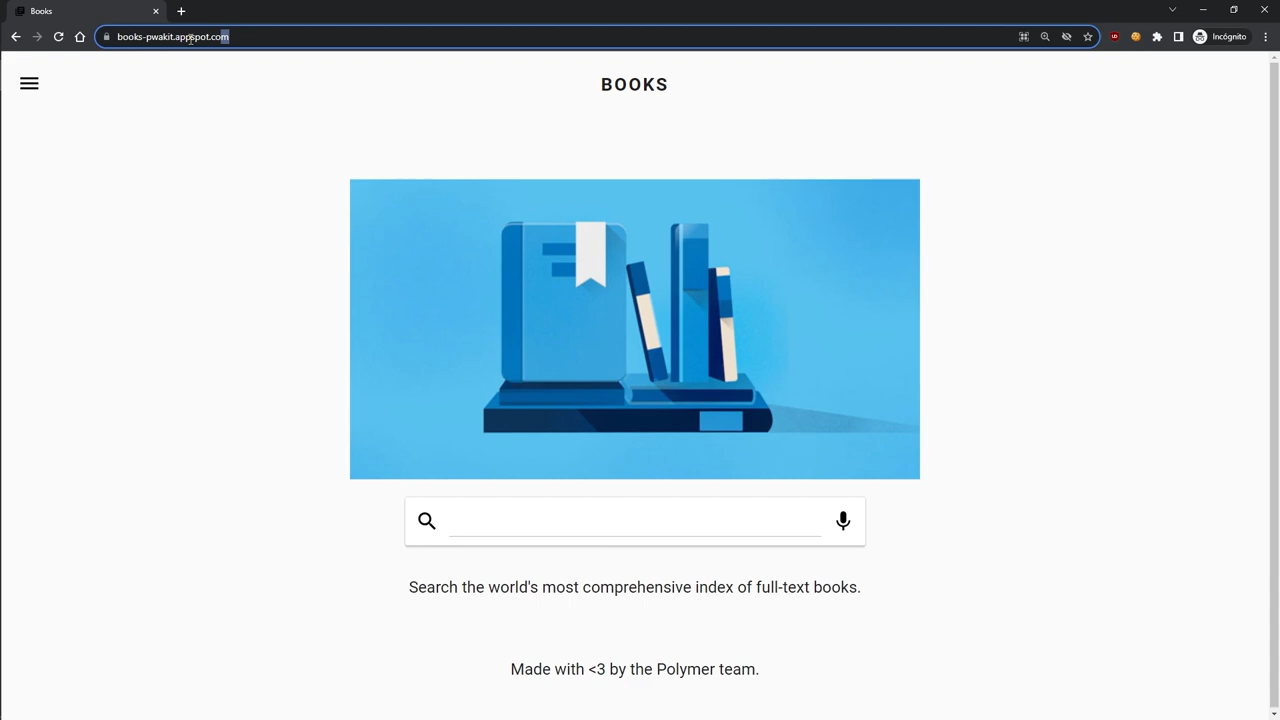 Books
books-pwakit.appspot.com
Incógnito
BOOKS
Search the world's most comprehensive index of full-text books.
Made with <3 by the Polymer team.